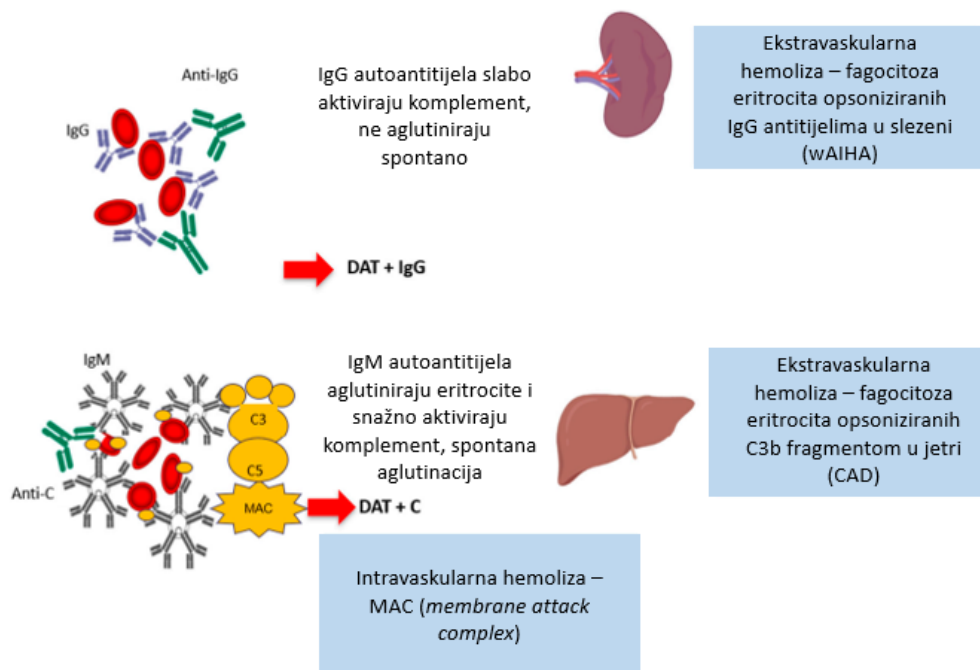 Anti-IgG
IgG
IgG autoantitijela slabo
aktiviraju komplement,
ne aglutiniraju
spontano
Ekstravaskularna
hemoliza – fagocitoza
eritrocita opsoniziranih
IgG antitijelima u slezeni
(wAIHA)
DAT + IgG
IgM
Anti-C
C3
C5
MAC
IgM autoantitijela
aglutiniraju eritrocite i
snažno aktiviraju
komplement, spontana
aglutinacija
DAT + C
Ekstravaskularna
hemoliza – fagocitoza
eritrocita opsoniziranih
C3b fragmentom u jetri
(CAD)
Intravaskularna hemoliza –
MAC (membrane attack
complex)